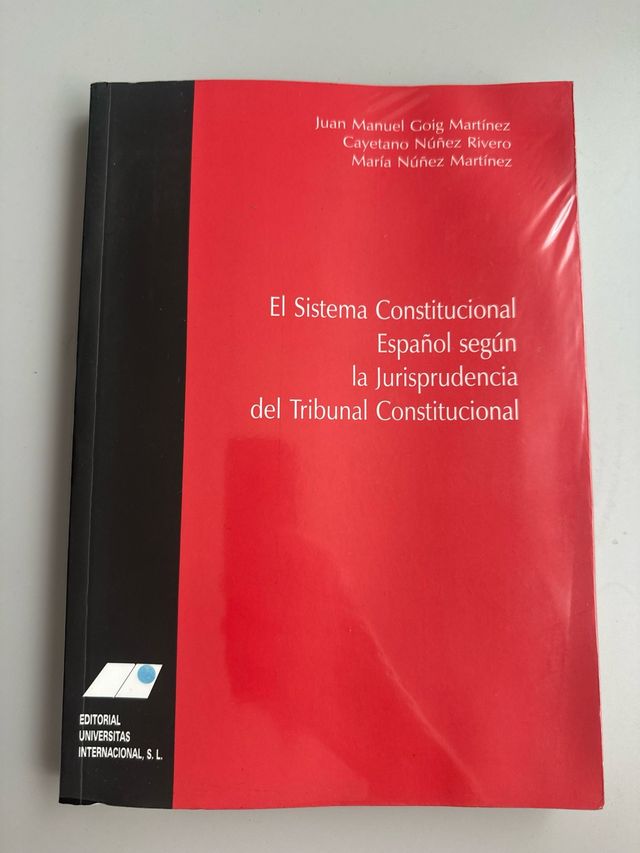 Juan Manuel Goig Martínez
Cayetano Núñez Rivero
María Núñez Martínez
El Sistema Constitucional
Español según
la Jurisprudencia
del Tribunal Constitucional
EDITORIAL
UNIVERSITAS
INTERNACIONAL, S. L.